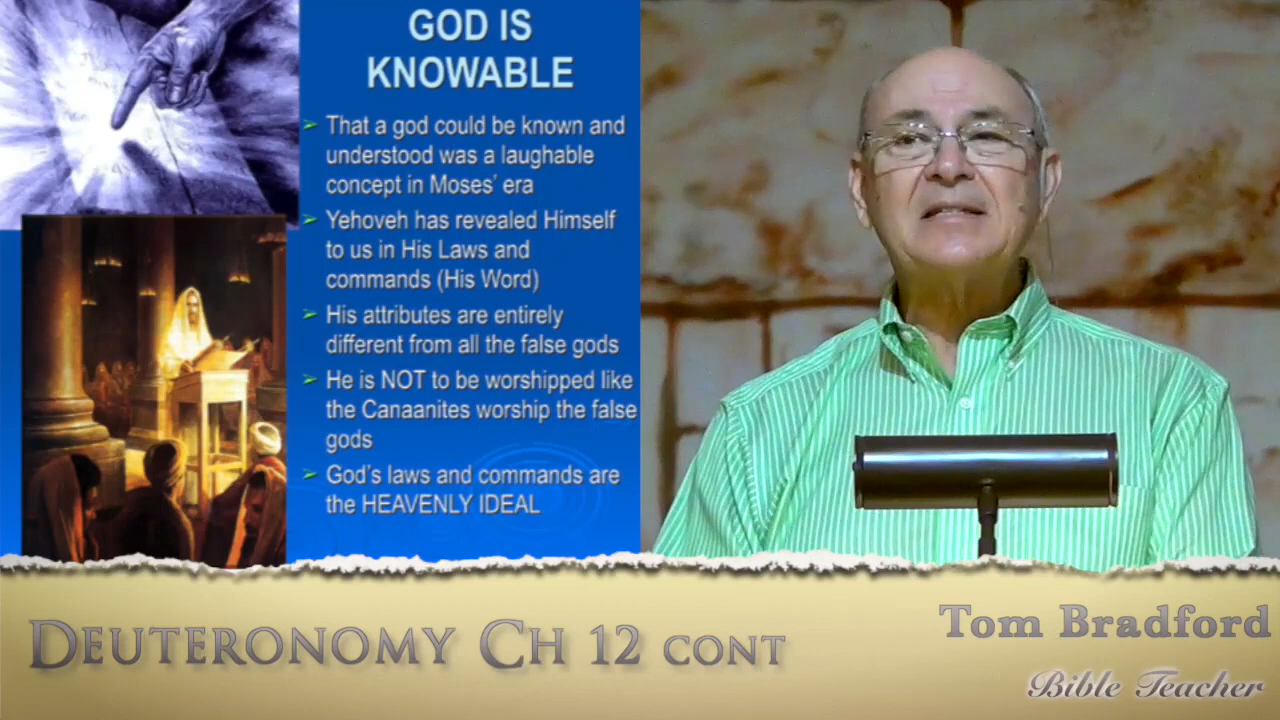 GOD IS
KNOWABLE
➢ That a god could be known and
understood was a laughable
concept in Moses' era
➢ Yehoveh has revealed Himself
to us in His Laws and
commands (His Word)
➢ His attributes are entirely
different from all the false gods
➢ He is NOT to be worshipped like
the Canaanites worship the false
gods
➢ God's laws and commands are
the HEAVENLY IDEAL
DEUTERONOMY CH 12 CONT
Tom Bradford
Bible Teacher